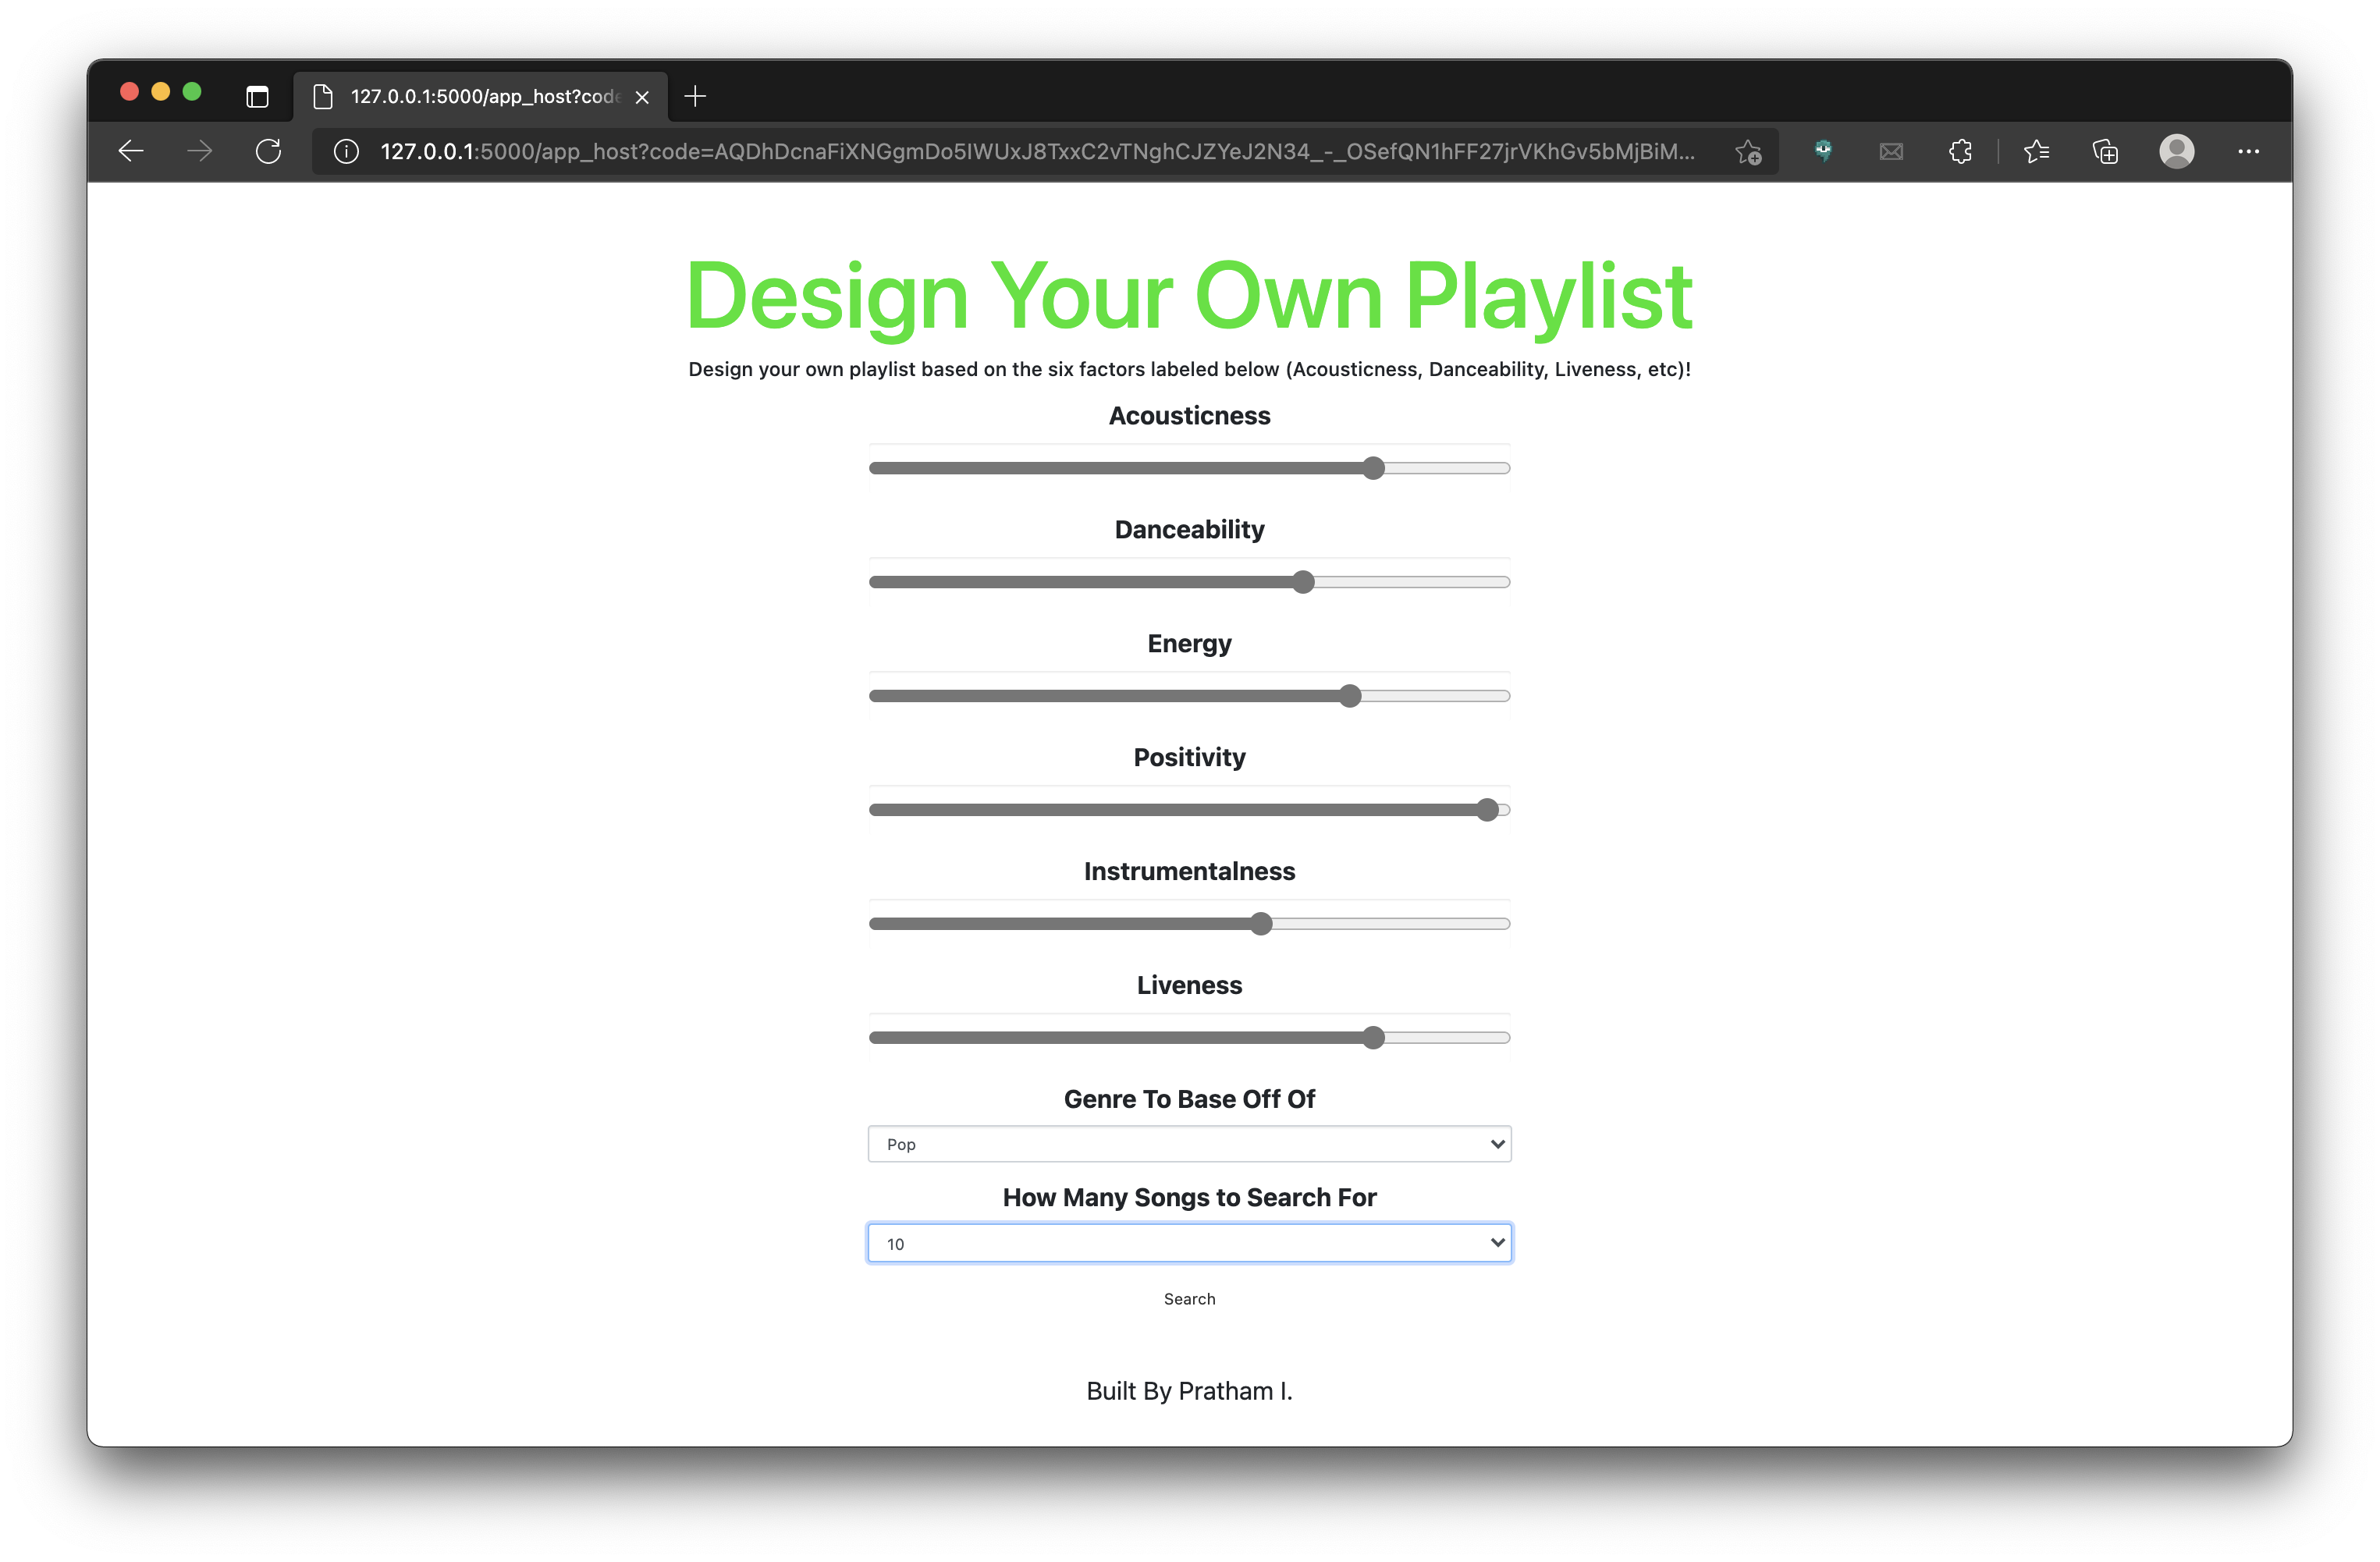 127.0.0.1:5000/app_host?code
127.0.0.1:5000/app_host?code=AQDhDcnaFiXNGgmDo5IWUxJ8TxxC2vTNghCJZYeJ2N34_-_OSefQN1hFF27jrVKhGv5bMjBiM...
Design Your Own Playlist
Design your own playlist based on the six factors labeled below (Acousticness, Danceability, Liveness, etc)!
Acousticness
Danceability
Energy
Positivity
Instrumentalness
Liveness
Genre To Base Off Of
Pop
How Many Songs to Search For
10
Search
Built By Pratham I.